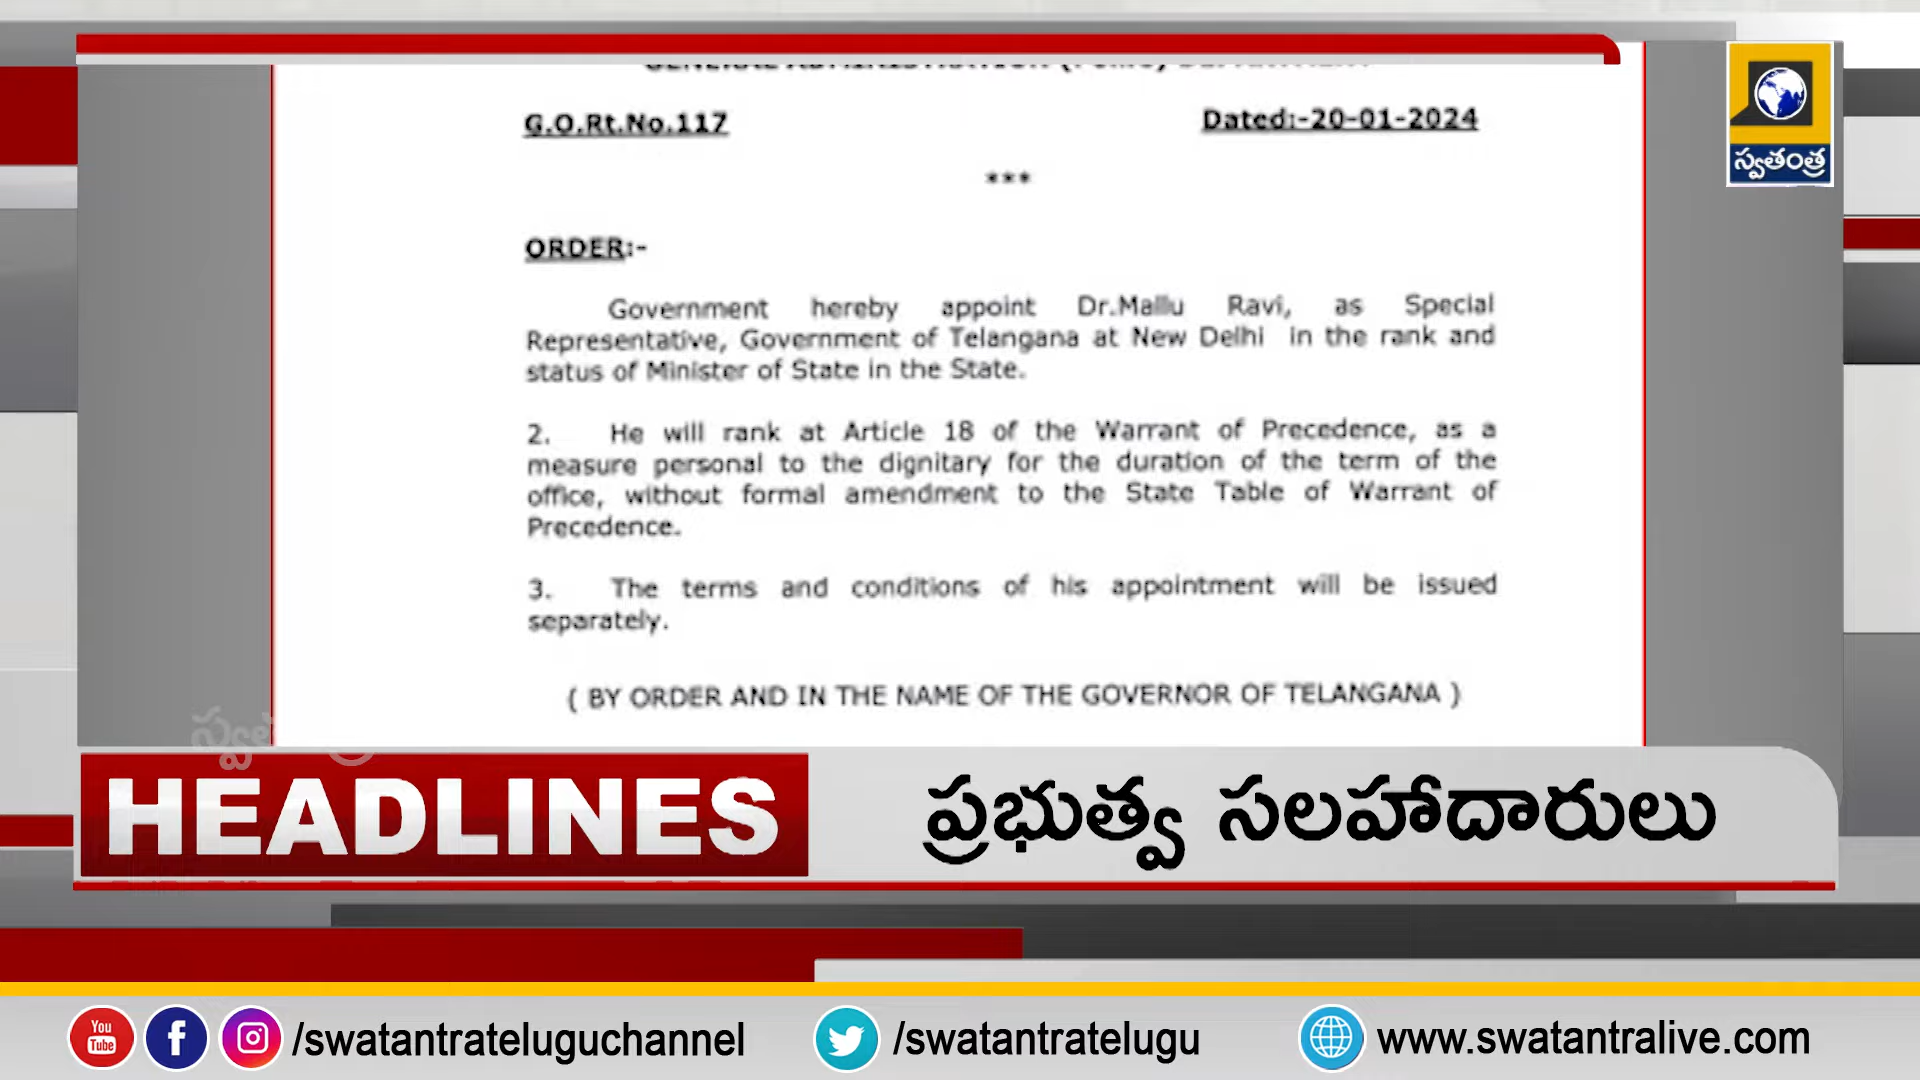 G.O.Rt.No.117 Dated:-20-01-2024
***
ORDER:-
Government hereby appoint Dr.Mallu Ravi, as Special
Representative, Government of Telangana at New Delhi in the rank and
status of Minister of State in the State.
2. He will rank at Article 18 of the Warrant of Precedence, as a
measure personal to the dignitary for the duration of the term of the
office, without formal amendment to the State Table of Warrant of
Precedence.
3. The terms and conditions of his appointment will be issued
separately.
( BY ORDER AND IN THE NAME OF THE GOVERNOR OF TELANGANA )
స్వతంత్ర
HEADLINES
ప్రభుత్వ సలహాదారులు
You Tube
/swatantrateluguchannel
/swatantratelugu
www.swatantralive.com